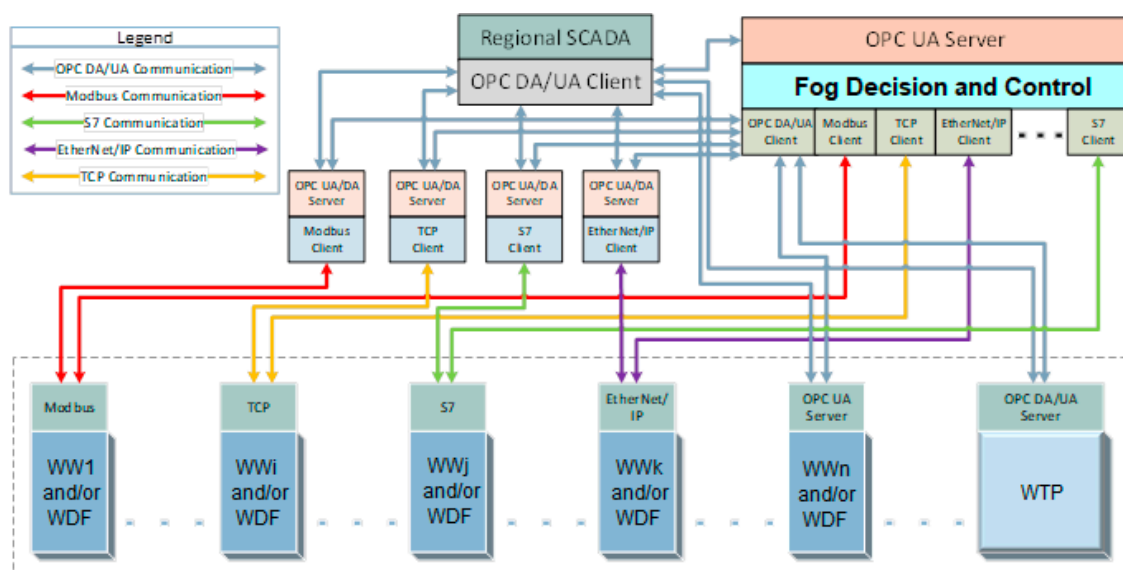 Legend
OPC DA/UA Communication
Modbus Communication
S7 Communication
EtherNet/IP Communication
TCP Communication
Regional SCADA
OPC DA/UA Client
OPC UA Server
Fog Decision and Control
OPC DA/UA
Client
Modbus
Client
TCP
Client
EtherNet/IP
Client
S7
Client
OPC UA/DA
Server
Modbus
Client
OPC UA/DA
Server
TCP
Client
OPC UA/DA
Server
S7
Client
OPC UA/DA
Server
EtherNet/IP
Client
Modbus
TCP
S7
EtherNet/
IP
OPC UA
Server
OPC DA/UA
Server
WW1
and/or
WDF
WWi
and/or
WDF
WWj
and/or
WDF
WWk
and/or
WDF
WWn
and/or
WDF
WTP